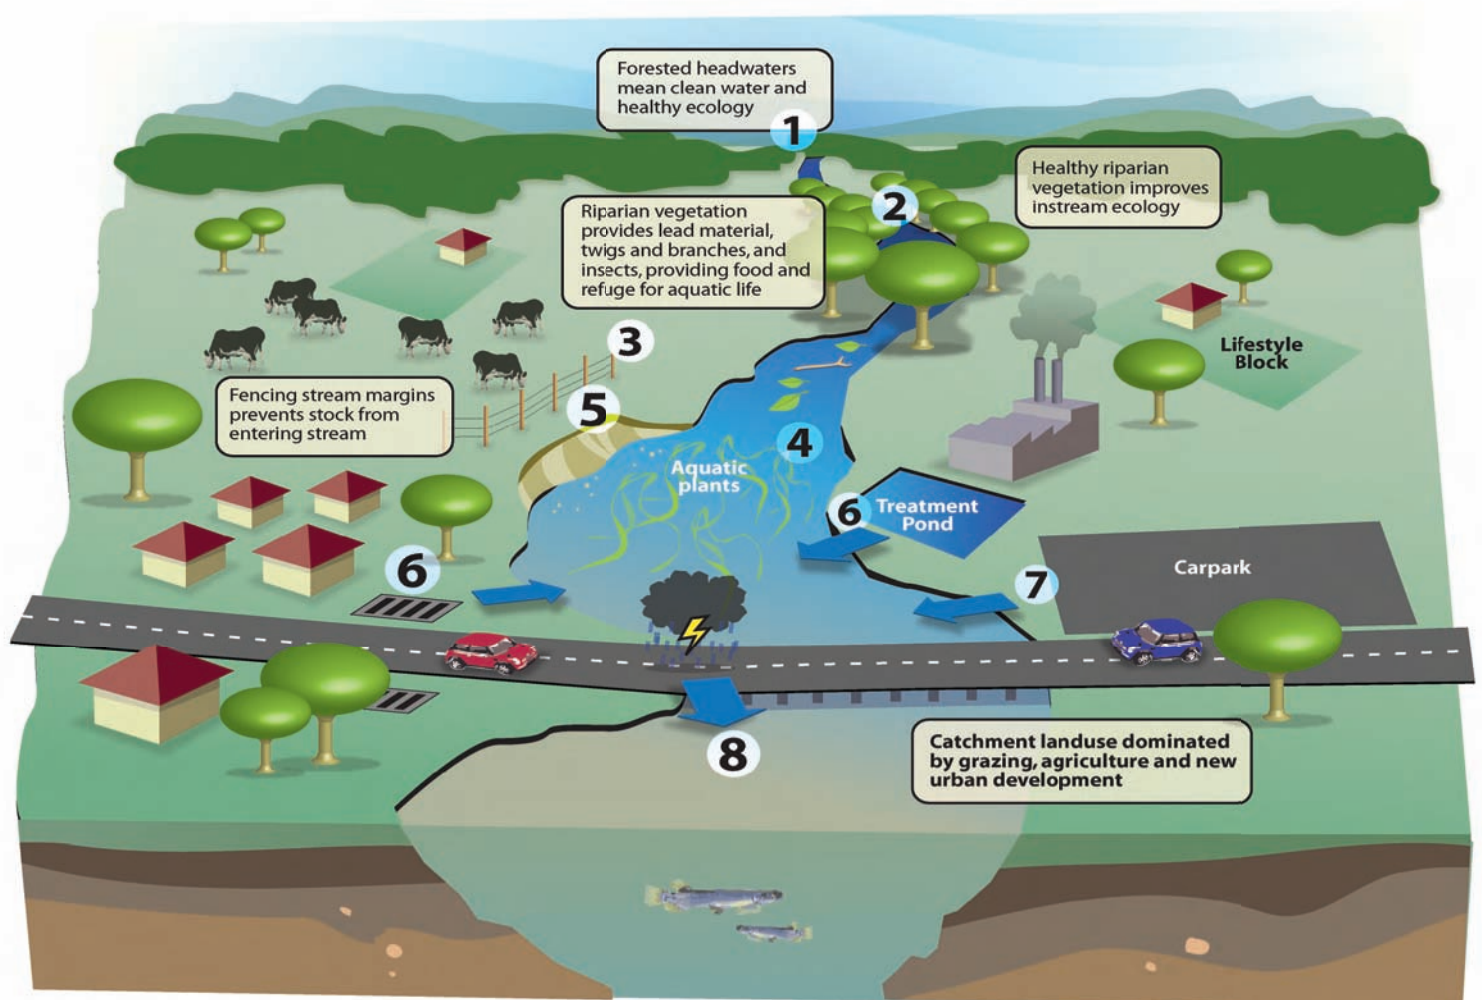 Forested headwaters
mean clean water and
healthy ecology
1
Healthy riparian
vegetation improves
instream ecology
2
Riparian vegetation
provides lead material,
twigs and branches, and
insects, providing food and
refuge for aquatic life
3
Lifestyle
Block
Fencing stream margins
prevents stock from
entering stream
5
4
Aquatic
plants
6
Treatment
Pond
6
7
Carpark
8
Catchment landuse dominated
by grazing, agriculture and new
urban development